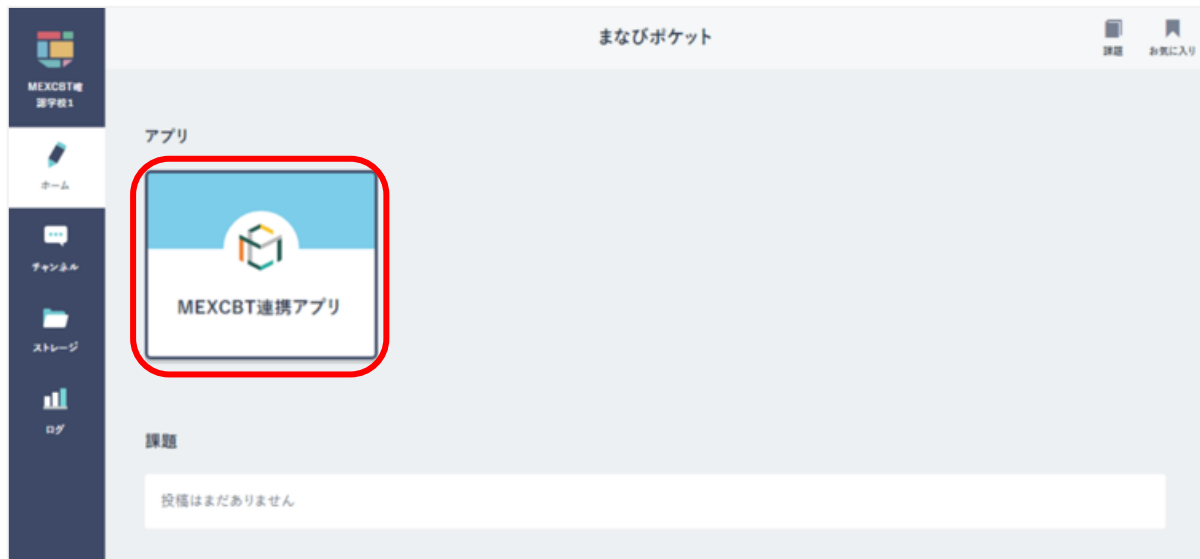 まなびポケット
課題
お気に入り
MEXCBT確
認学校1
ホーム
チャンネル
ストレージ
ログ
アプリ
MEXCBT連携アプリ
課題
投稿はまだありません